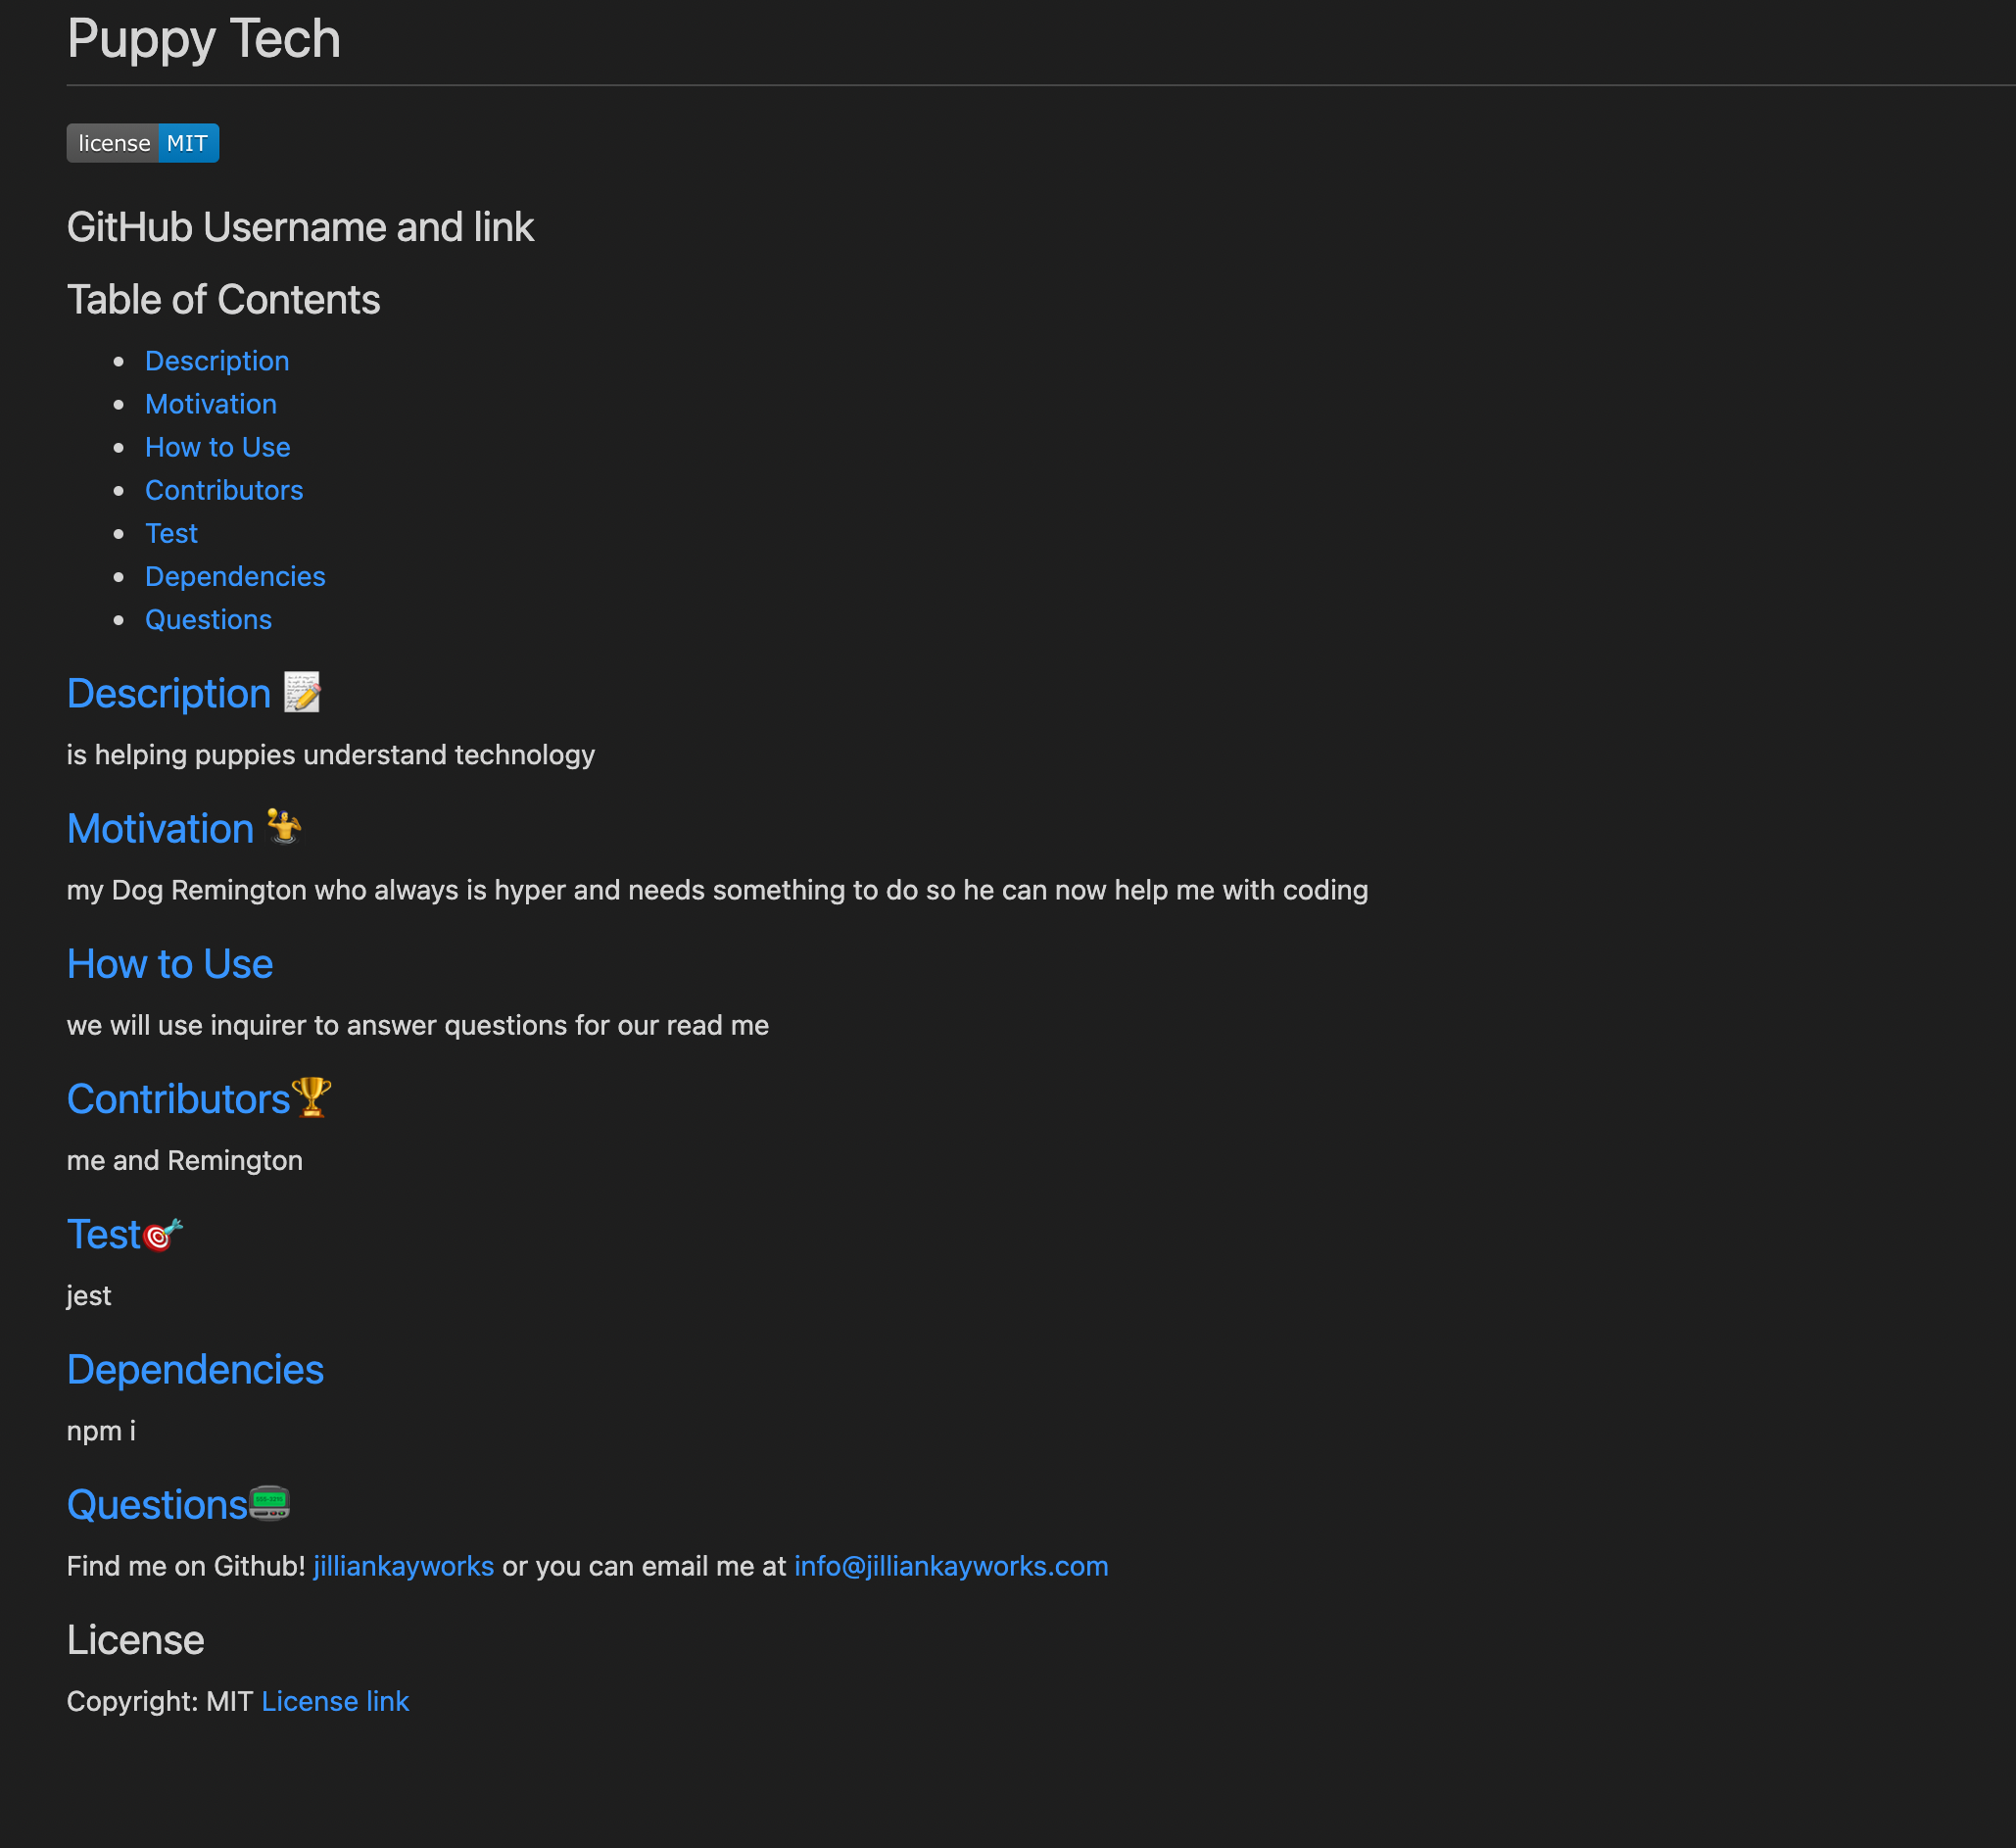 Puppy Tech
license MIT
GitHub Username and link
Table of Contents
Description
Motivation
How to Use
Contributors
Test
Dependencies
Questions
Description 📝
is helping puppies understand technology
Motivation 🤽
my Dog Remington who always is hyper and needs something to do so he can now help me with coding
How to Use
we will use inquirer to answer questions for our read me
Contributors🏆
me and Remington
Test🎯
jest
Dependencies
npm i
Questions📟
Find me on Github! jilliankayworks or you can email me at info@jilliankayworks.com
License
Copyright: MIT License link